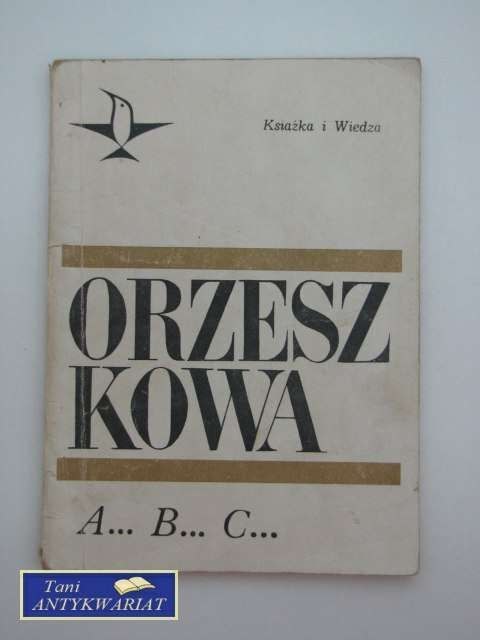 Książka i Wiedza
ORZESZ
KOWA
A... B... C...
Tani
ANTYKWARIAT